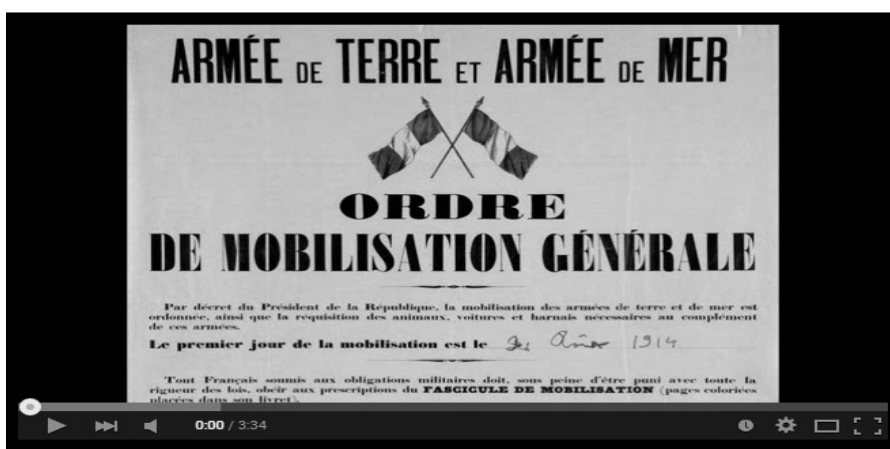 ARMÉE DE TERRE ET ARMÉE DE MER
ORDRE
DE MOBILISATION GÉNÉRALE
Par décret du Président de la République, la mobilisation des armées de terre et de mer est
ordonnée, ainsi que la réquisition des animaux, voitures et harnais nécessaires au complément
de ces armées.
Le premier jour de la mobilisation est le 1914
Tout Français soumis aux obligations militaires doit, sous peine d'être puni avec toute la
rigueur des lois, obéir aux prescriptions du FASCICULE DE MOBILISATION (pages coloriées
placées dans son livret).
0:00 / 3:34